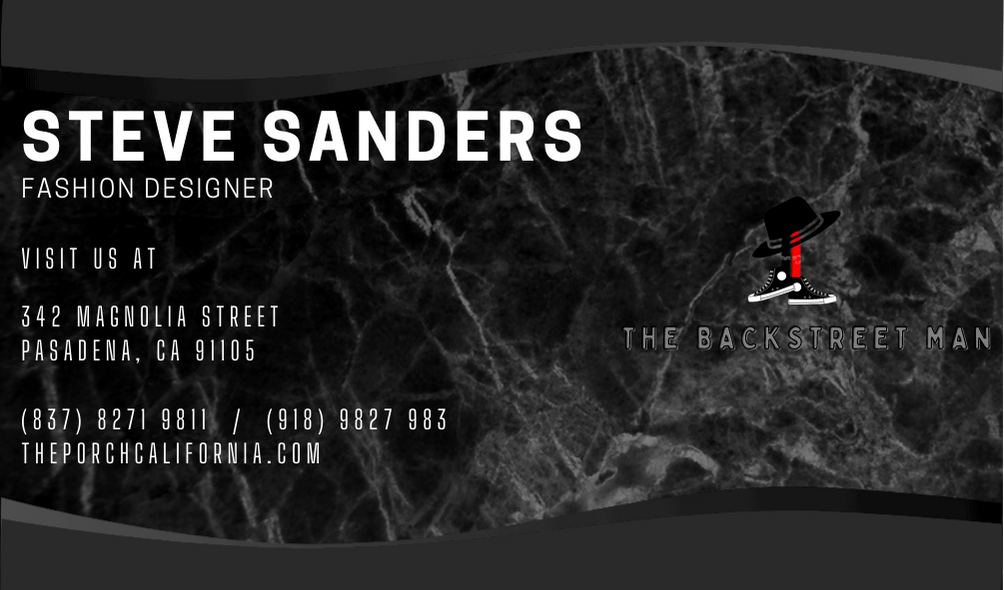 STEVE SANDERS
FASHION DESIGNER
VISIT US AT
342 MAGNOLIA STREET
PASADENA, CA 91105
(837) 8271 9811 / (918) 9827 983
THEPORCHCALIFORNIA.COM
THE BACKSTREET MAN